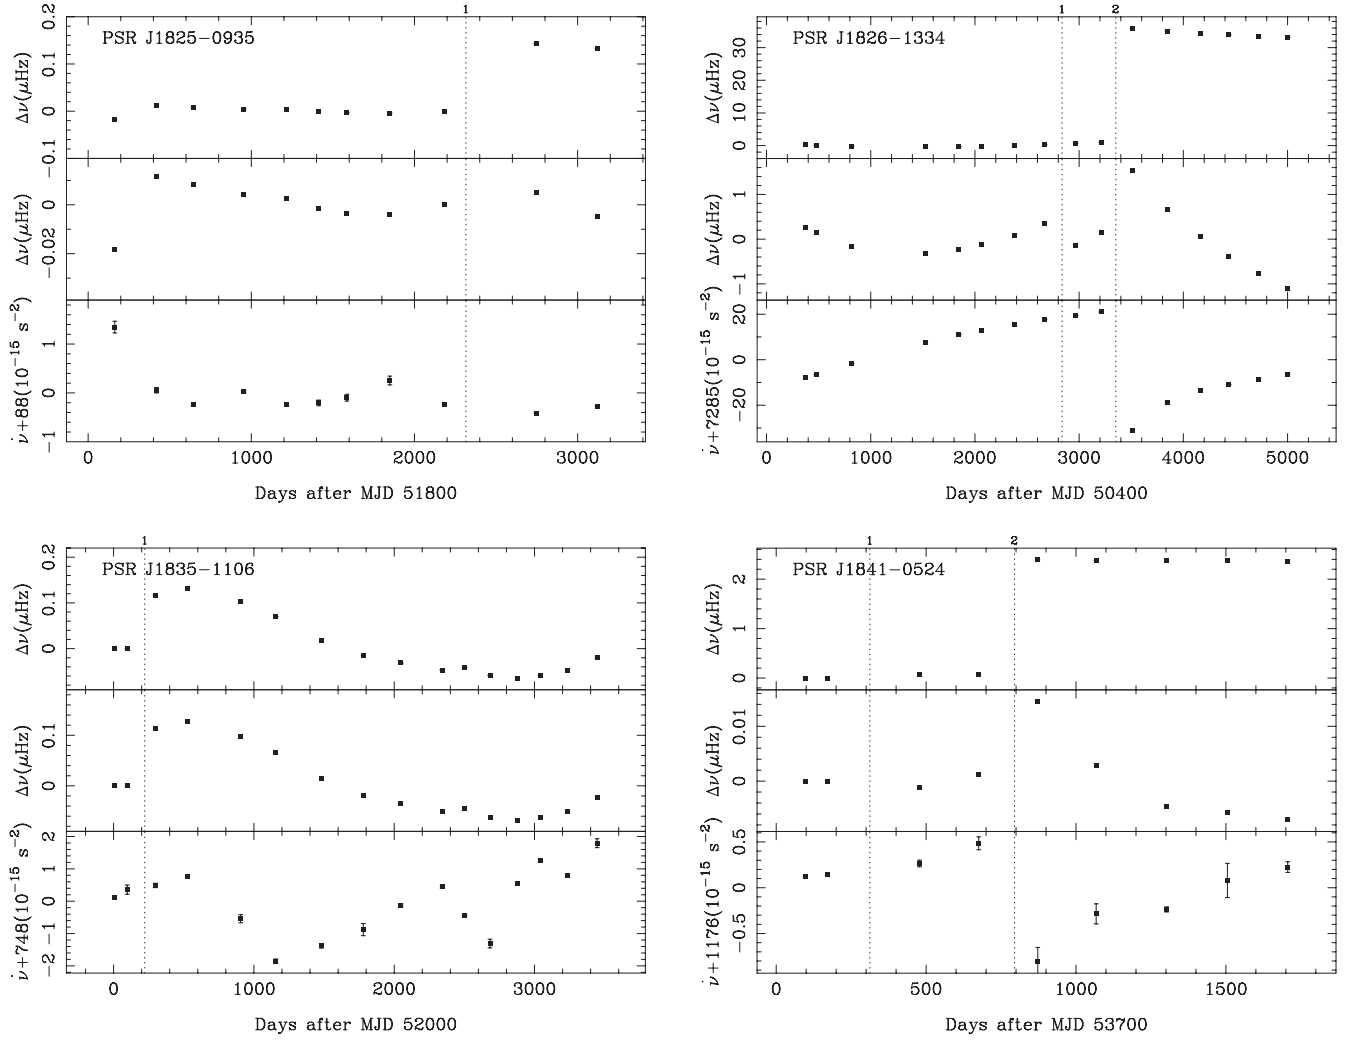 1
PSR J1825−0935
Δν(μHz)
0.2
0.1
0
−0.1
Δν(μHz)
0
−0.02
ν̇+88(10⁻¹⁵ s⁻²)
1
0
−1
0 1000 2000 3000
Days after MJD 51800
1 2
PSR J1826−1334
Δν(μHz)
30
20
10
0
Δν(μHz)
1
0
−1
ν̇+7285(10⁻¹⁵ s⁻²)
20
0
−20
0 1000 2000 3000 4000 5000
Days after MJD 50400
1
PSR J1835−1106
Δν(μHz)
0.2
0.1
0
Δν(μHz)
0.1
0
ν̇+748(10⁻¹⁵ s⁻²)
2
1
0
−1
−2
0 1000 2000 3000
Days after MJD 52000
1 2
PSR J1841−0524
Δν(μHz)
2
1
0
Δν(μHz)
0.01
0
ν̇+1176(10⁻¹⁵ s⁻²)
0.5
0
−0.5
0 500 1000 1500
Days after MJD 53700